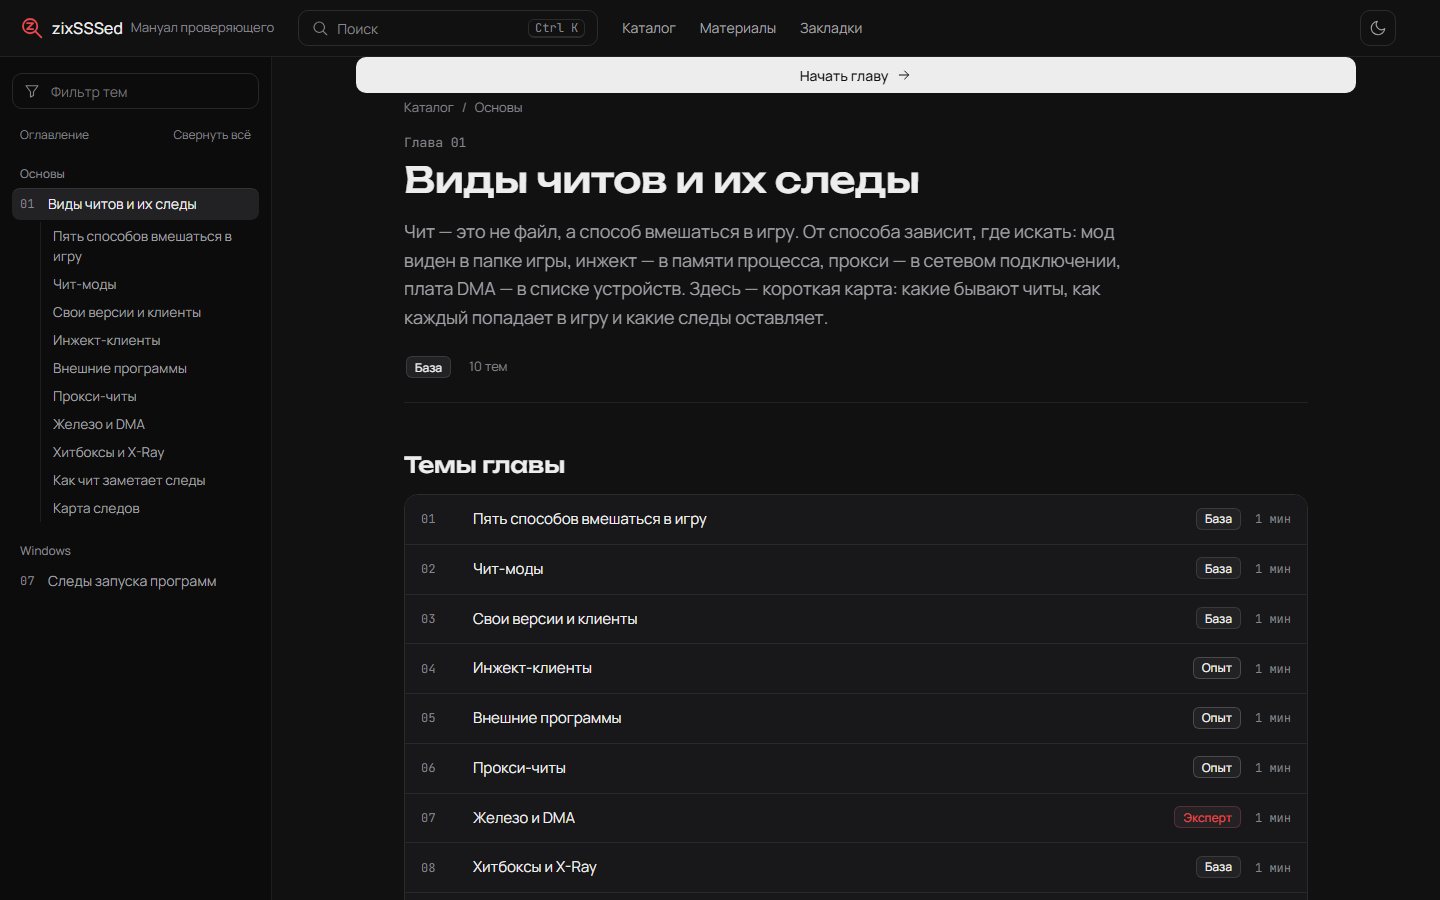 zixSSSed Мануал проверяющего Поиск Ctrl K Каталог Материалы Закладки
Фильтр тем
Оглавление Свернуть всё
Основы
01 Виды читов и их следы
Пять способов вмешаться в
игру
Чит-моды
Свои версии и клиенты
Инжект-клиенты
Внешние программы
Прокси-читы
Железо и DMA
Хитбоксы и X-Ray
Как чит заметает следы
Карта следов
Windows
07 Следы запуска программ
Начать главу →
Каталог / Основы
Глава 01
Виды читов и их следы
Чит — это не файл, а способ вмешаться в игру. От способа зависит, где искать: мод
виден в папке игры, инжект — в памяти процесса, прокси — в сетевом подключении,
плата DMA — в списке устройств. Здесь — короткая карта: какие бывают читы, как
каждый попадает в игру и какие следы оставляет.
База 10 тем
Темы главы
01 Пять способов вмешаться в игру База 1 мин
02 Чит-моды База 1 мин
03 Свои версии и клиенты База 1 мин
04 Инжект-клиенты Опыт 1 мин
05 Внешние программы Опыт 1 мин
06 Прокси-читы Опыт 1 мин
07 Железо и DMA Эксперт 1 мин
08 Хитбоксы и X-Ray База 1 мин